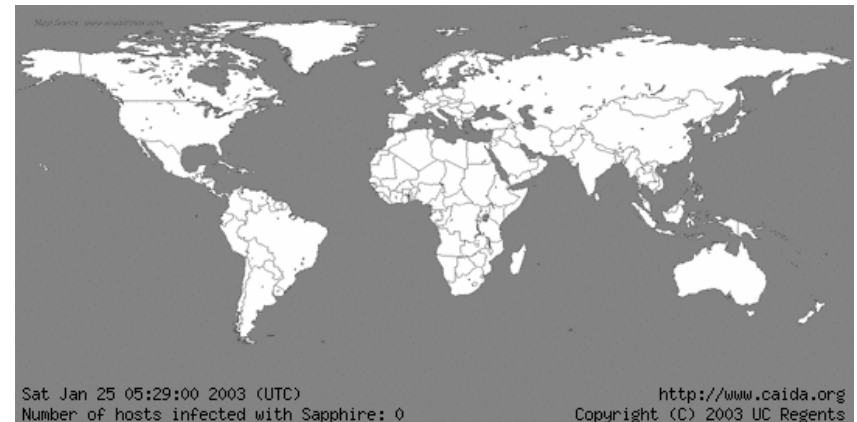 Sat Jan 25 05:29:00 2003 (UTC)
Number of hosts infected with Sapphire: 0
http://www.caida.org
Copyright (C) 2003 UC Regents